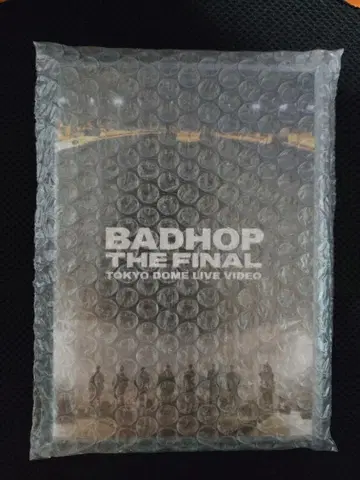 BADHOP
THE FINAL
TOKYO DOME LIVE VIDEO